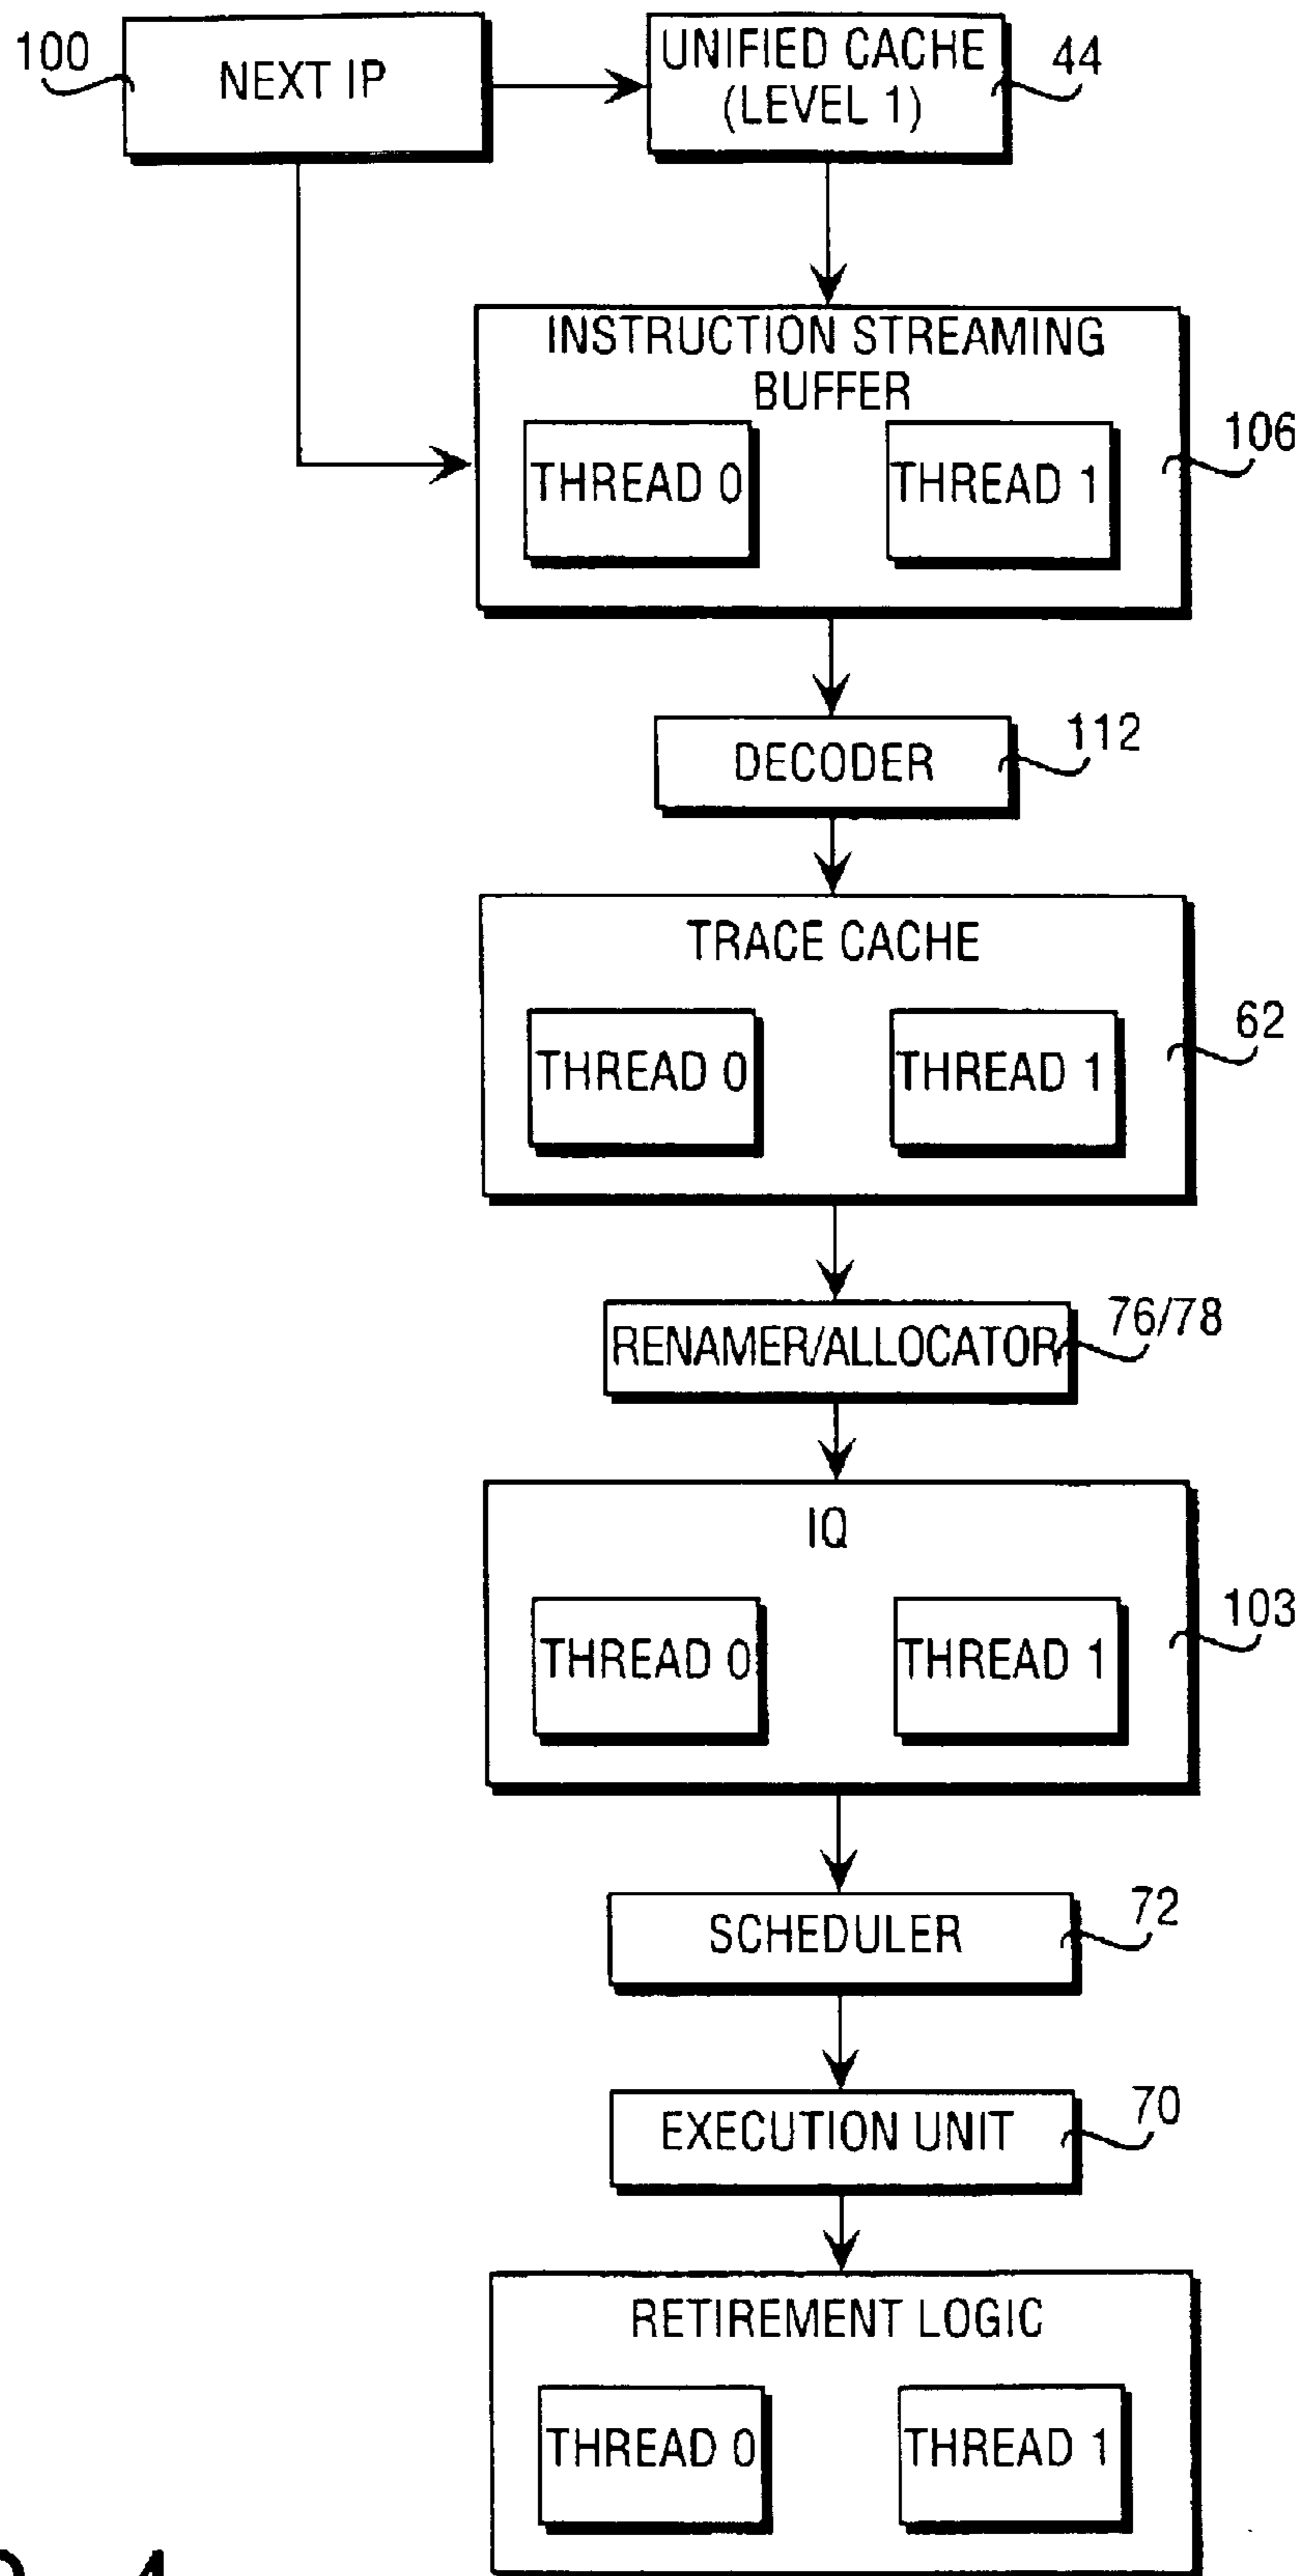 100
NEXT IP
UNIFIED CACHE
(LEVEL 1)
44
INSTRUCTION STREAMING
BUFFER
THREAD 0
THREAD 1
106
DECODER
112
TRACE CACHE
THREAD 0
THREAD 1
62
RENAMER/ALLOCATOR
76/78
IQ
THREAD 0
THREAD 1
103
SCHEDULER
72
EXECUTION UNIT
70
RETIREMENT LOGIC
THREAD 0
THREAD 1